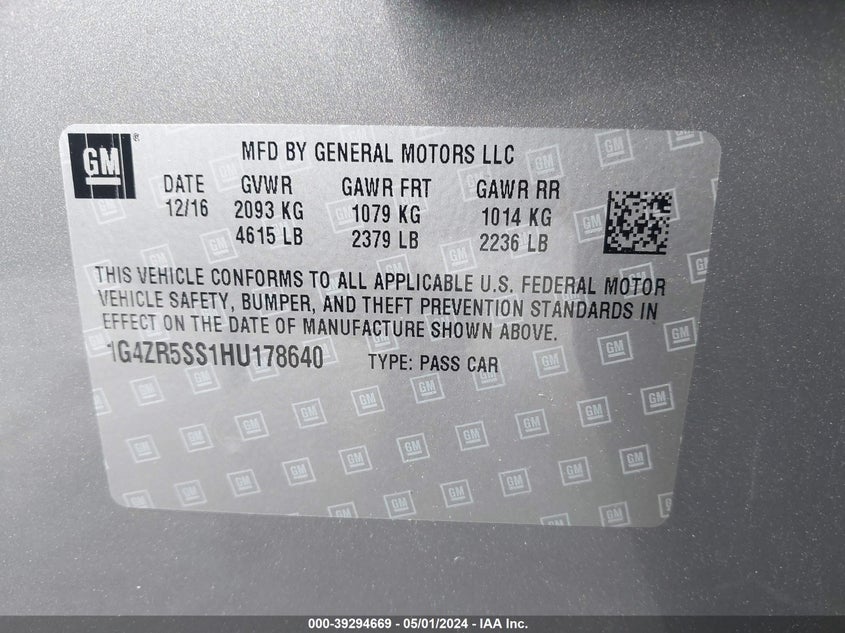 GM ®
MFD BY GENERAL MOTORS LLC
DATE GVWR GAWR FRT GAWR RR
12/16 2093 KG 1079 KG 1014 KG
4615 LB 2379 LB 2236 LB
THIS VEHICLE CONFORMS TO ALL APPLICABLE U.S. FEDERAL MOTOR
VEHICLE SAFETY, BUMPER, AND THEFT PREVENTION STANDARDS IN
EFFECT ON THE DATE OF MANUFACTURE SHOWN ABOVE.
1G4ZR5SS1HU178640 TYPE: PASS CAR
000-39294669 - 05/01/2024 - IAA Inc.